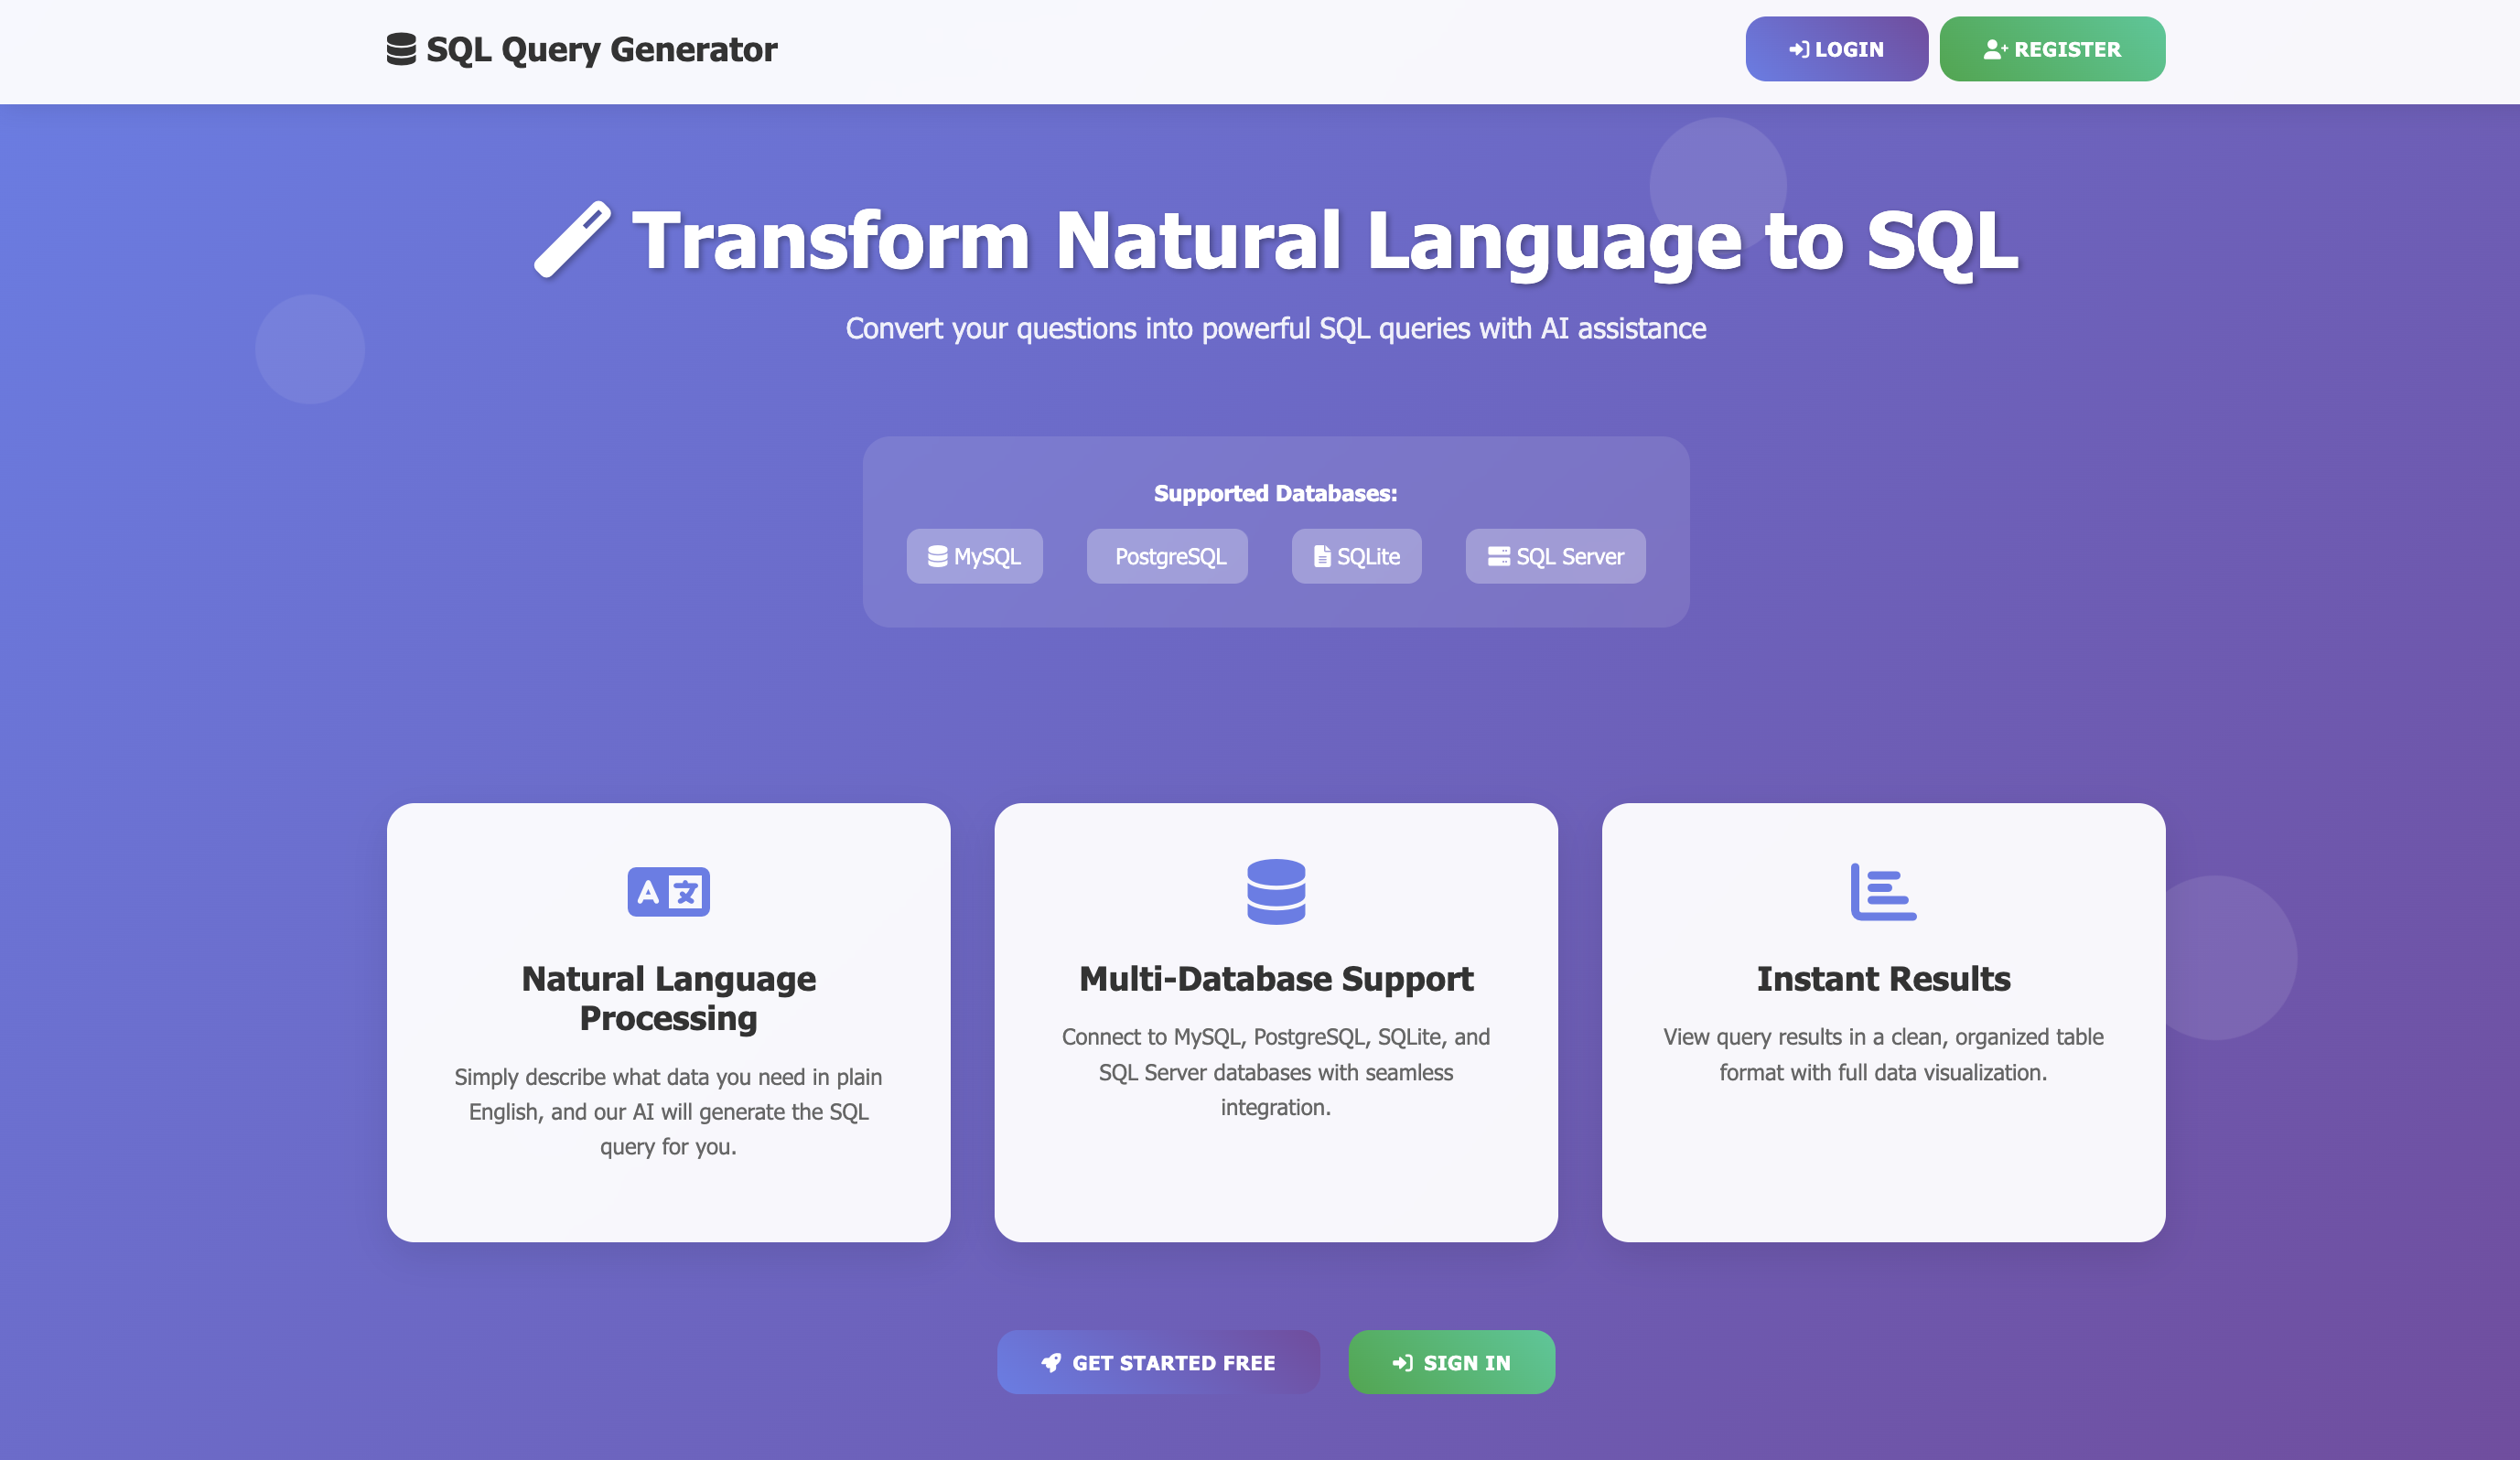 SQL Query Generator
LOGIN
REGISTER
Transform Natural Language to SQL
Convert your questions into powerful SQL queries with AI assistance
Supported Databases:
MySQL
PostgreSQL
SQLite
SQL Server
A 文
Natural Language
Processing
Simply describe what data you need in plain
English, and our AI will generate the SQL
query for you.
Multi-Database Support
Connect to MySQL, PostgreSQL, SQLite, and
SQL Server databases with seamless
integration.
Instant Results
View query results in a clean, organized table
format with full data visualization.
GET STARTED FREE
SIGN IN